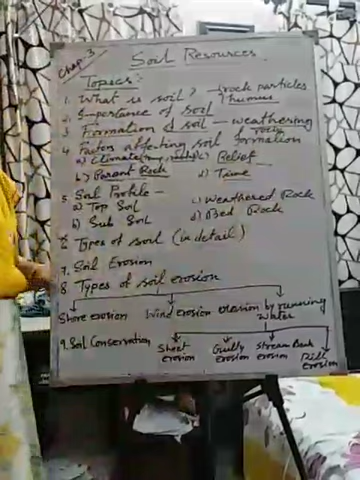 Chap. 3
Soil Resources
Topics:-
1. What is soil? — rock particles
humus
2. Importance of soil
3. Formation of soil — weathering of rocks
4. Factors affecting soil formation
a) Climate c) Relief
b) Parent Rock d) Time
5. Soil Profile —
a) Top Soil c) Weathered Rock
b) Sub Soil d) Bed Rock
6. Types of soil (in detail)
7. Soil Erosion
8. Types of soil erosion
Shore erosion Wind erosion erosion by running
water
9. Soil Conservation Sheet Gully Stream Bank Rill
erosion erosion erosion erosion